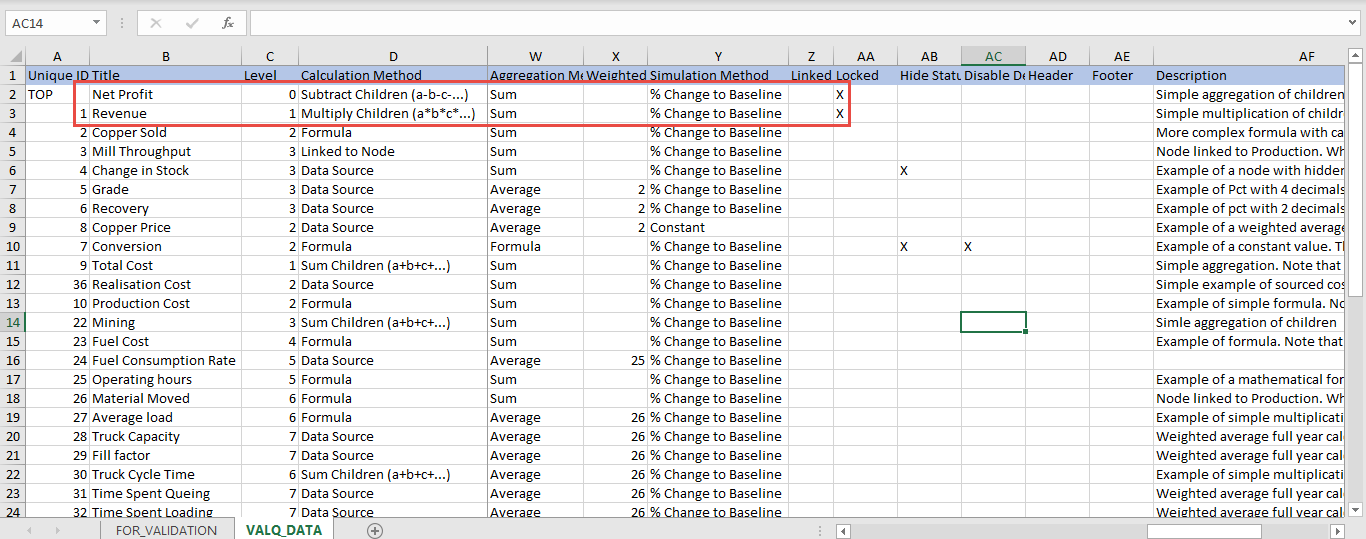 AC14 fx
A B C D W X Y Z AA AB AC AD AE AF
1 Unique ID Title Level Calculation Method Aggregation Me Weighted Simulation Method Linked Locked Hide Statu Disable De Header Footer Description
2 TOP Net Profit 0 Subtract Children (a-b-c-...) Sum % Change to Baseline X Simple aggregation of children
3 1 Revenue 1 Multiply Children (a*b*c*...) Sum % Change to Baseline X Simple multiplication of childr
4 2 Copper Sold 2 Formula Sum % Change to Baseline More complex formula with ca
5 3 Mill Throughput 3 Linked to Node Sum % Change to Baseline Node linked to Production. Wh
6 4 Change in Stock 3 Data Source Sum % Change to Baseline X Example of a node with hidden
7 5 Grade 3 Data Source Average 2 % Change to Baseline Example of Pct with 4 decimals
8 6 Recovery 3 Data Source Average 2 % Change to Baseline Example of pct with 2 decimals
9 8 Copper Price 2 Data Source Average 2 Constant Example of a weighted average
10 7 Conversion 2 Formula Formula % Change to Baseline X X Example of a constant value. Th
11 9 Total Cost 1 Sum Children (a+b+c+...) Sum % Change to Baseline Simple aggregation. Note that
12 36 Realisation Cost 2 Data Source Sum % Change to Baseline Simple example of sourced cos
13 10 Production Cost 2 Formula Sum % Change to Baseline Example of simple formula. No
14 22 Mining 3 Sum Children (a+b+c+...) Sum % Change to Baseline Simle aggregation of children
15 23 Fuel Cost 4 Formula Sum % Change to Baseline Example of formula. Note that
16 24 Fuel Consumption Rate 5 Data Source Average 25 % Change to Baseline
17 25 Operating hours 5 Formula Sum % Change to Baseline Example of a mathematical for
18 26 Material Moved 6 Formula Sum % Change to Baseline Node linked to Production. Wh
19 27 Average load 6 Formula Average 26 % Change to Baseline Example of simple multiplicati
20 28 Truck Capacity 7 Data Source Average 26 % Change to Baseline Weighted average full year cal
21 29 Fill factor 7 Data Source Average 26 % Change to Baseline Weighted average full year cal
22 30 Truck Cycle Time 6 Sum Children (a+b+c+...) Average 26 % Change to Baseline Example of simple multiplicati
23 31 Time Spent Queing 7 Data Source Average 26 % Change to Baseline Weighted average full year cal
24 32 Time Spent Loading 7 Data Source Average 26 % Change to Baseline Weighted average full year cal
FOR_VALIDATION VALQ_DATA